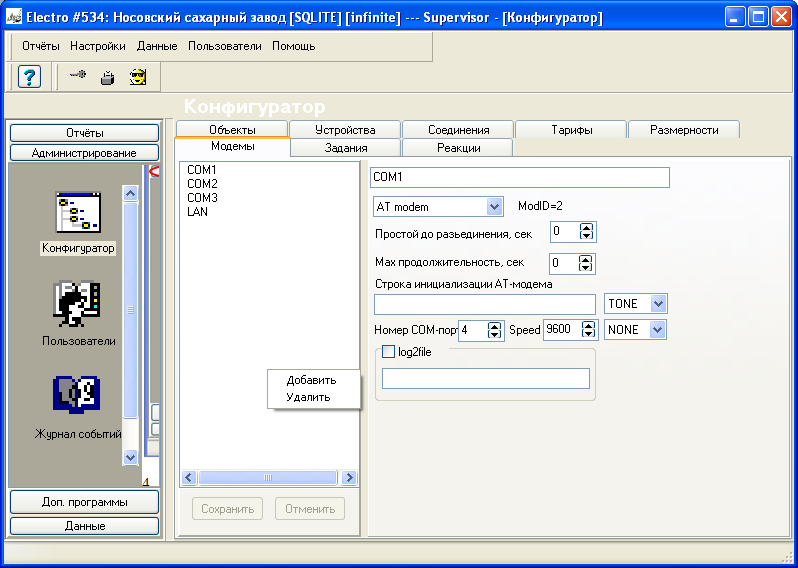 Electro #534: Носовский сахарный завод [SQLITE] [infinite] --- Supervisor - [Конфигуратор]
Отчёты Настройки Данные Пользователи Помощь
?
Конфигуратор
Отчёты
Администрирование
Конфигуратор
Пользователи
Журнал событий
4
Доп. программы
Данные
Объекты Устройства Соединения Тарифы Размерности
Модемы Задания Реакции
COM1
COM2
COM3
LAN
Добавить
Удалить
Сохранить Отменить
COM1
AT modem ModID=2
Простой до разьединения, сек 0
Max продолжительность, сек 0
Строка инициализации АТ-модема
TONE
Номер COM-порт 4 Speed 9600 NONE
log2file